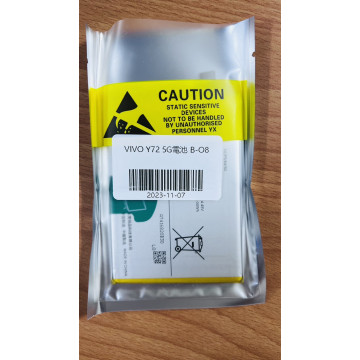 CAUTION
STATIC SENSITIVE
DEVICES
NOT TO BE HANDLED
BY UNAUTHORISED
PERSONNEL YX
VIVO Y72 5G電池 B-O8
2023-11-07